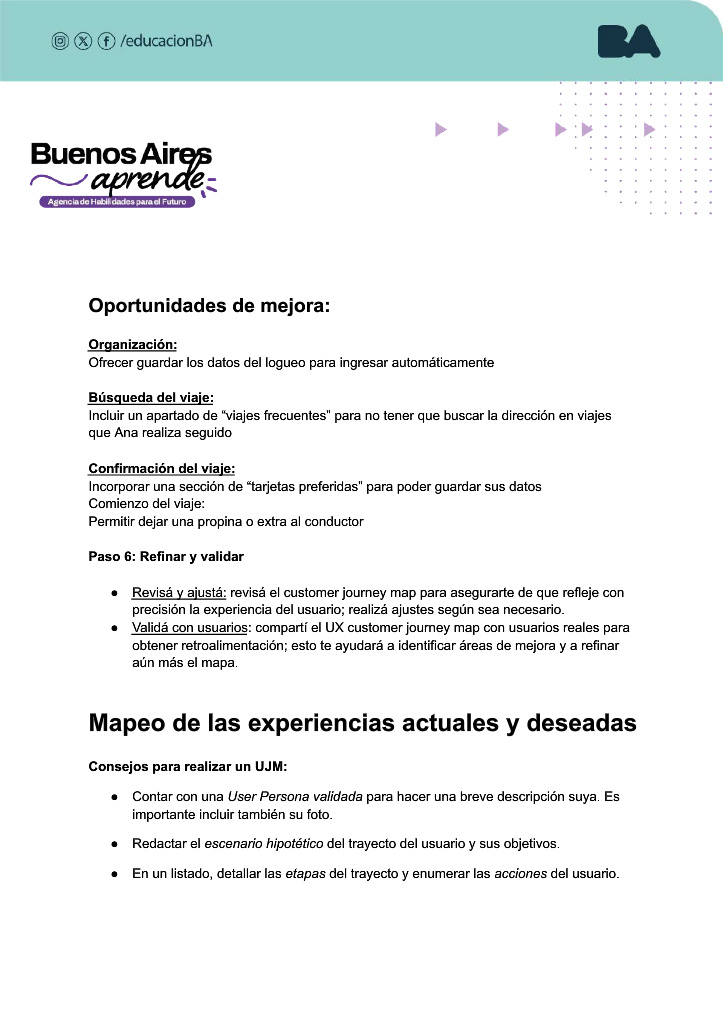 /educacionBA
BA
Buenos Aires
aprende
Agencia de Habilidades para el Futuro
Oportunidades de mejora:
Organización:
Ofrecer guardar los datos del logueo para ingresar automáticamente
Búsqueda del viaje:
Incluir un apartado de “viajes frecuentes” para no tener que buscar la dirección en viajes
que Ana realiza seguido
Confirmación del viaje:
Incorporar una sección de “tarjetas preferidas” para poder guardar sus datos
Comienzo del viaje:
Permitir dejar una propina o extra al conductor
Paso 6: Refinar y validar
● Revisá y ajustá: revisá el customer journey map para asegurarte de que refleje con
precisión la experiencia del usuario; realizá ajustes según sea necesario.
● Validá con usuarios: compartí el UX customer journey map con usuarios reales para
obtener retroalimentación; esto te ayudará a identificar áreas de mejora y a refinar
aún más el mapa.
Mapeo de las experiencias actuales y deseadas
Consejos para realizar un UJM:
● Contar con una User Persona validada para hacer una breve descripción suya. Es
importante incluir también su foto.
● Redactar el escenario hipotético del trayecto del usuario y sus objetivos.
● En un listado, detallar las etapas del trayecto y enumerar las acciones del usuario.